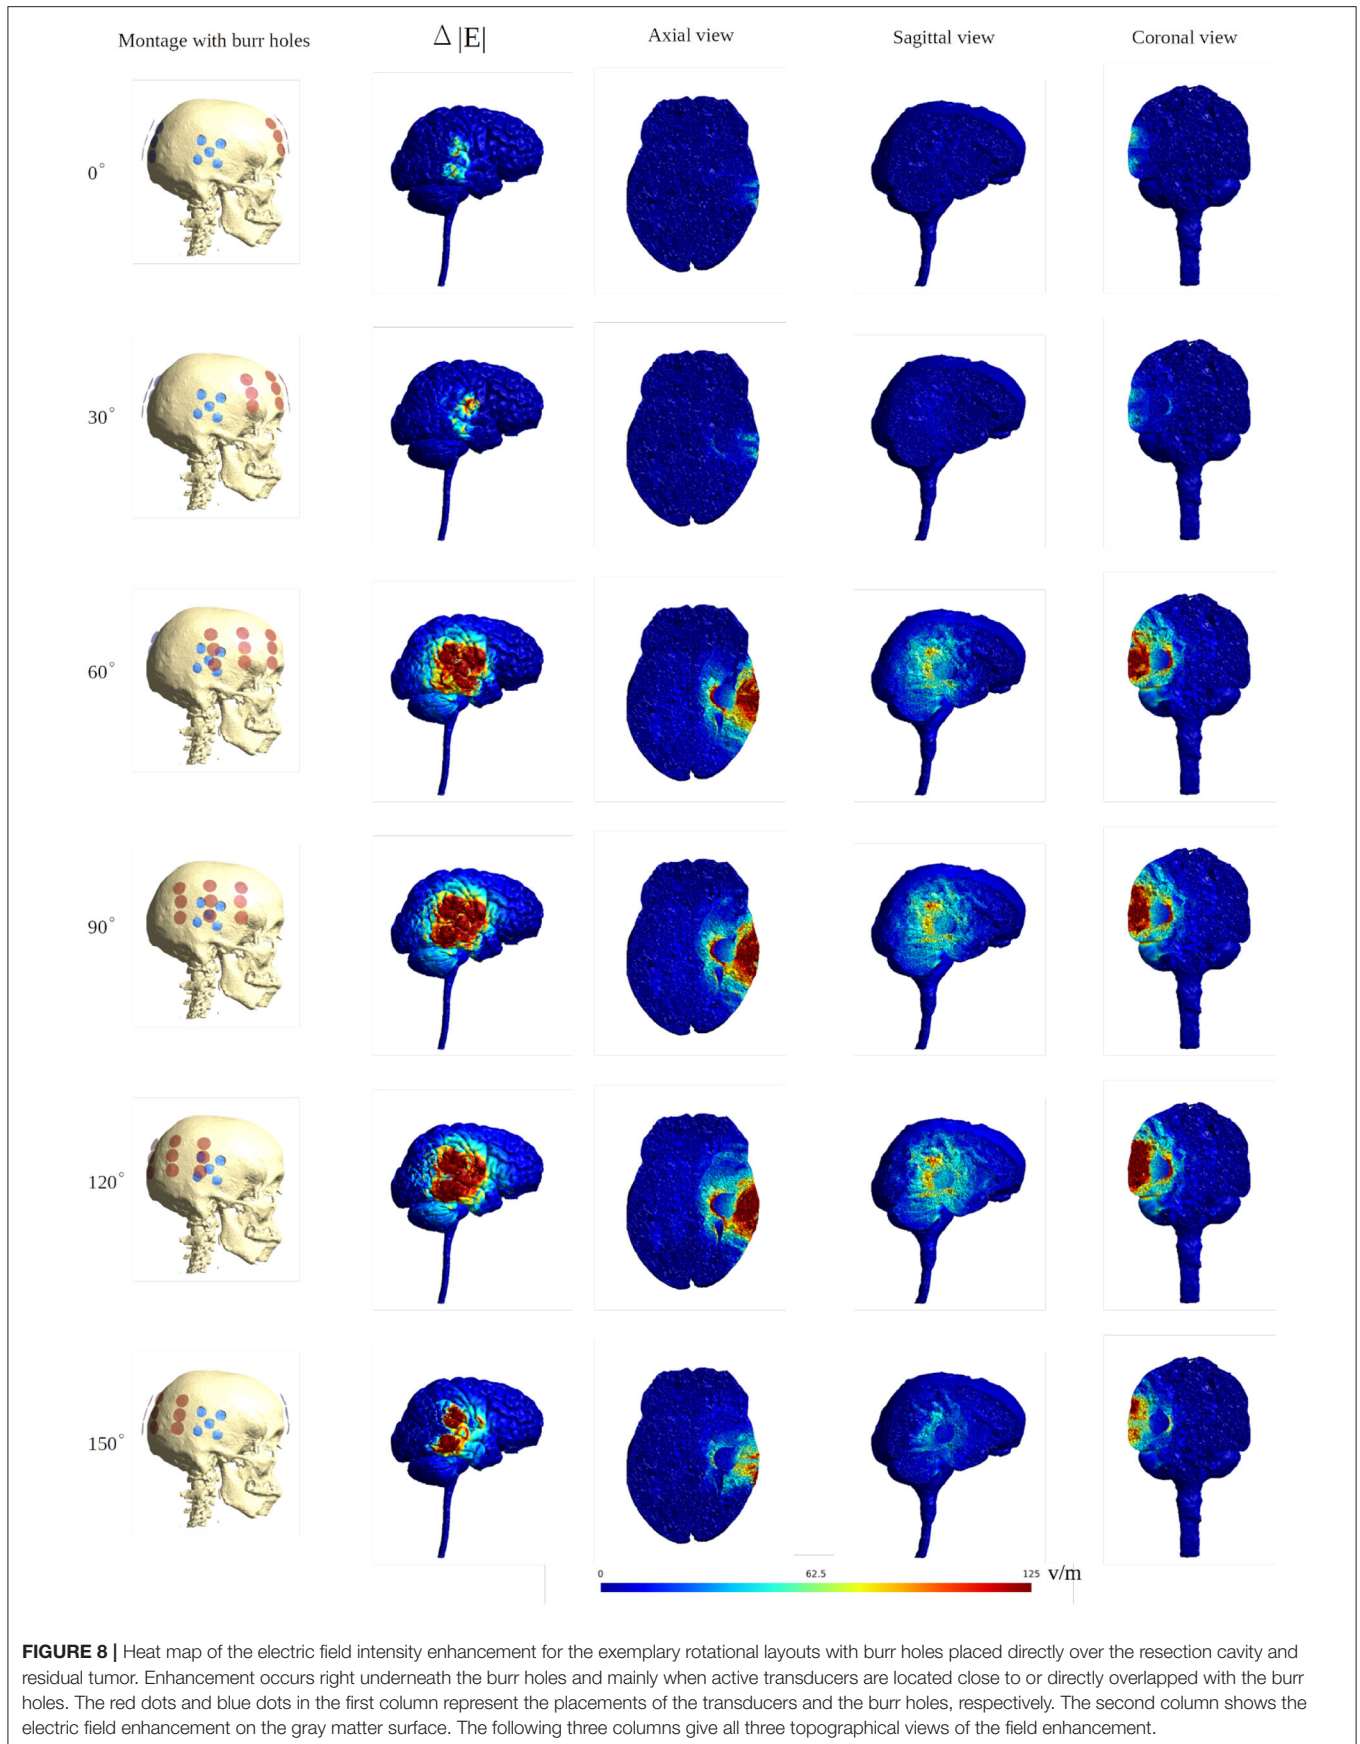 Montage with burr holes
Δ |E|
Axial view
Sagittal view
Coronal view
0°
30°
60°
90°
120°
150°
0
62.5
125
v/m
FIGURE 8 | Heat map of the electric field intensity enhancement for the exemplary rotational layouts with burr holes placed directly over the resection cavity and
residual tumor. Enhancement occurs right underneath the burr holes and mainly when active transducers are located close to or directly overlapped with the burr
holes. The red dots and blue dots in the first column represent the placements of the transducers and the burr holes, respectively. The second column shows the
electric field enhancement on the gray matter surface. The following three columns give all three topographical views of the field enhancement.